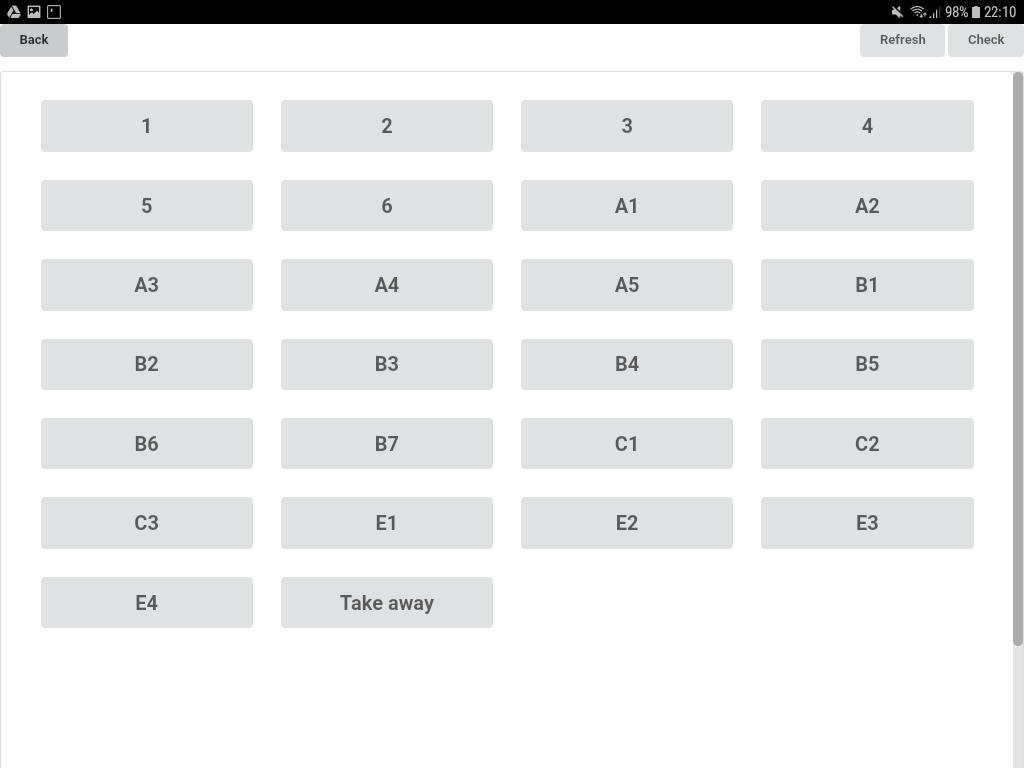 98% 22:10
Back Refresh Check
1 2 3 4
5 6 A1 A2
A3 A4 A5 B1
B2 B3 B4 B5
B6 B7 C1 C2
C3 E1 E2 E3
E4 Take away